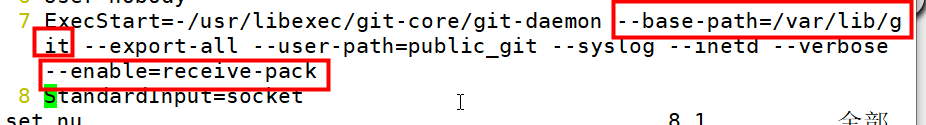 6 User=nobody
7 ExecStart=-/usr/libexec/git-core/git-daemon --base-path=/var/lib/g
it --export-all --user-path=public_git --syslog --inetd --verbose
--enable=receive-pack
8 StandardInput=socket
set nu 8,1 全部